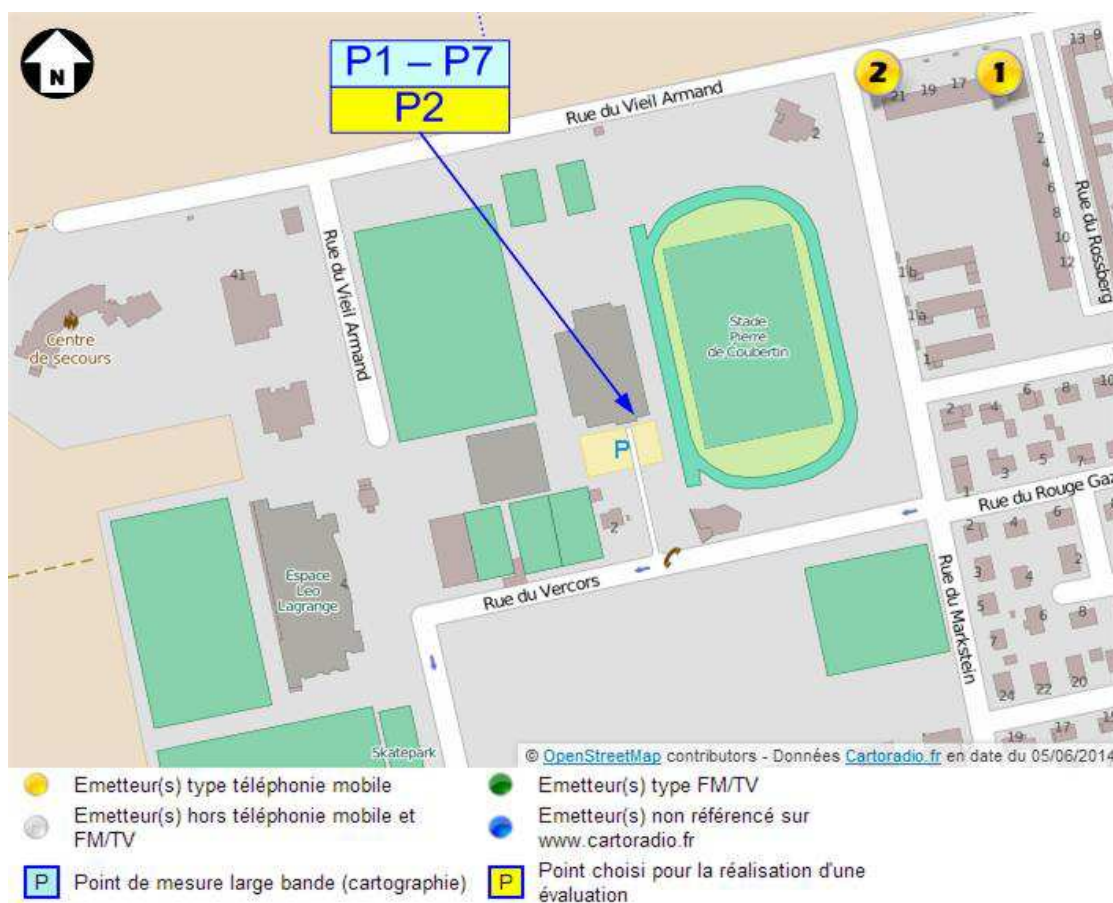 N
P1 – P7
P2
2
1
21
19
17
13
9
Rue du Vieil Armand
2
2
4
6
8
10
12
Rue du Rossberg
Rue du Vieil Armand
41
Centre
de secours
1b
1a
1
Stade
Pierre
de Coubertin
P
2
4
6
8
10
1
3
5
7
Rue du Rouge Gaz
2
4
6
2
3
4
5
6
8
7
24
22
20
19
17
Rue du Markstein
2
Rue du Vercors
Espace
Leo
Lagrange
4
Skatepark
© OpenStreetMap contributors - Données Cartoradio.fr en date du 05/06/2014
Emetteur(s) type téléphonie mobile
Emetteur(s) type FM/TV
Emetteur(s) hors téléphonie mobile et
FM/TV
Emetteur(s) non référencé sur
www.cartoradio.fr
P Point de mesure large bande (cartographie)
P Point choisi pour la réalisation d'une
évaluation